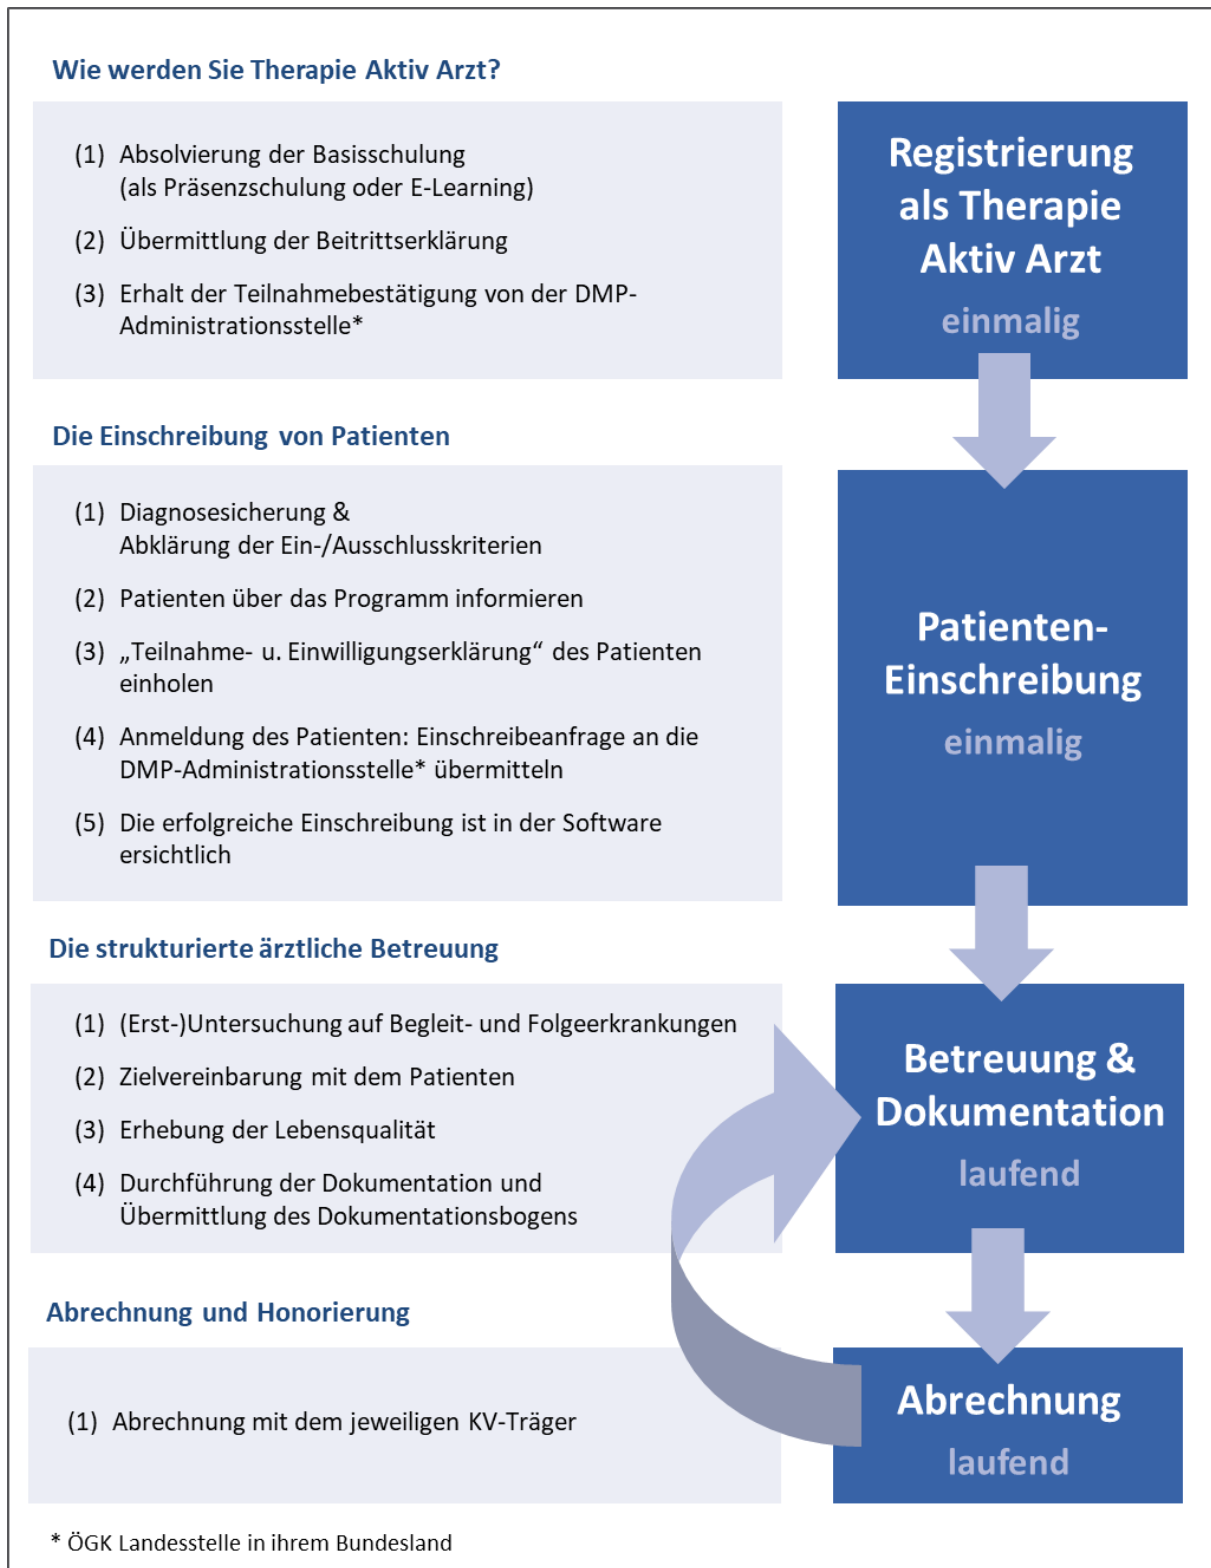 Wie werden Sie Therapie Aktiv Arzt?
(1) Absolvierung der Basisschulung
(als Präsenzschulung oder E-Learning)
(2) Übermittlung der Beitrittserklärung
(3) Erhalt der Teilnahmebestätigung von der DMP-
Administrationsstelle*
Registrierung
als Therapie
Aktiv Arzt
einmalig
Die Einschreibung von Patienten
(1) Diagnosesicherung &
Abklärung der Ein-/Ausschlusskriterien
(2) Patienten über das Programm informieren
(3) „Teilnahme- u. Einwilligungserklärung“ des Patienten
einholen
(4) Anmeldung des Patienten: Einschreibeanfrage an die
DMP-Administrationsstelle* übermitteln
(5) Die erfolgreiche Einschreibung ist in der Software
ersichtlich
Patienten-
Einschreibung
einmalig
Die strukturierte ärztliche Betreuung
(1) (Erst-)Untersuchung auf Begleit- und Folgeerkrankungen
(2) Zielvereinbarung mit dem Patienten
(3) Erhebung der Lebensqualität
(4) Durchführung der Dokumentation und
Übermittlung des Dokumentationsbogens
Betreuung &
Dokumentation
laufend
Abrechnung und Honorierung
(1) Abrechnung mit dem jeweiligen KV-Träger
Abrechnung
laufend
* ÖGK Landesstelle in ihrem Bundesland